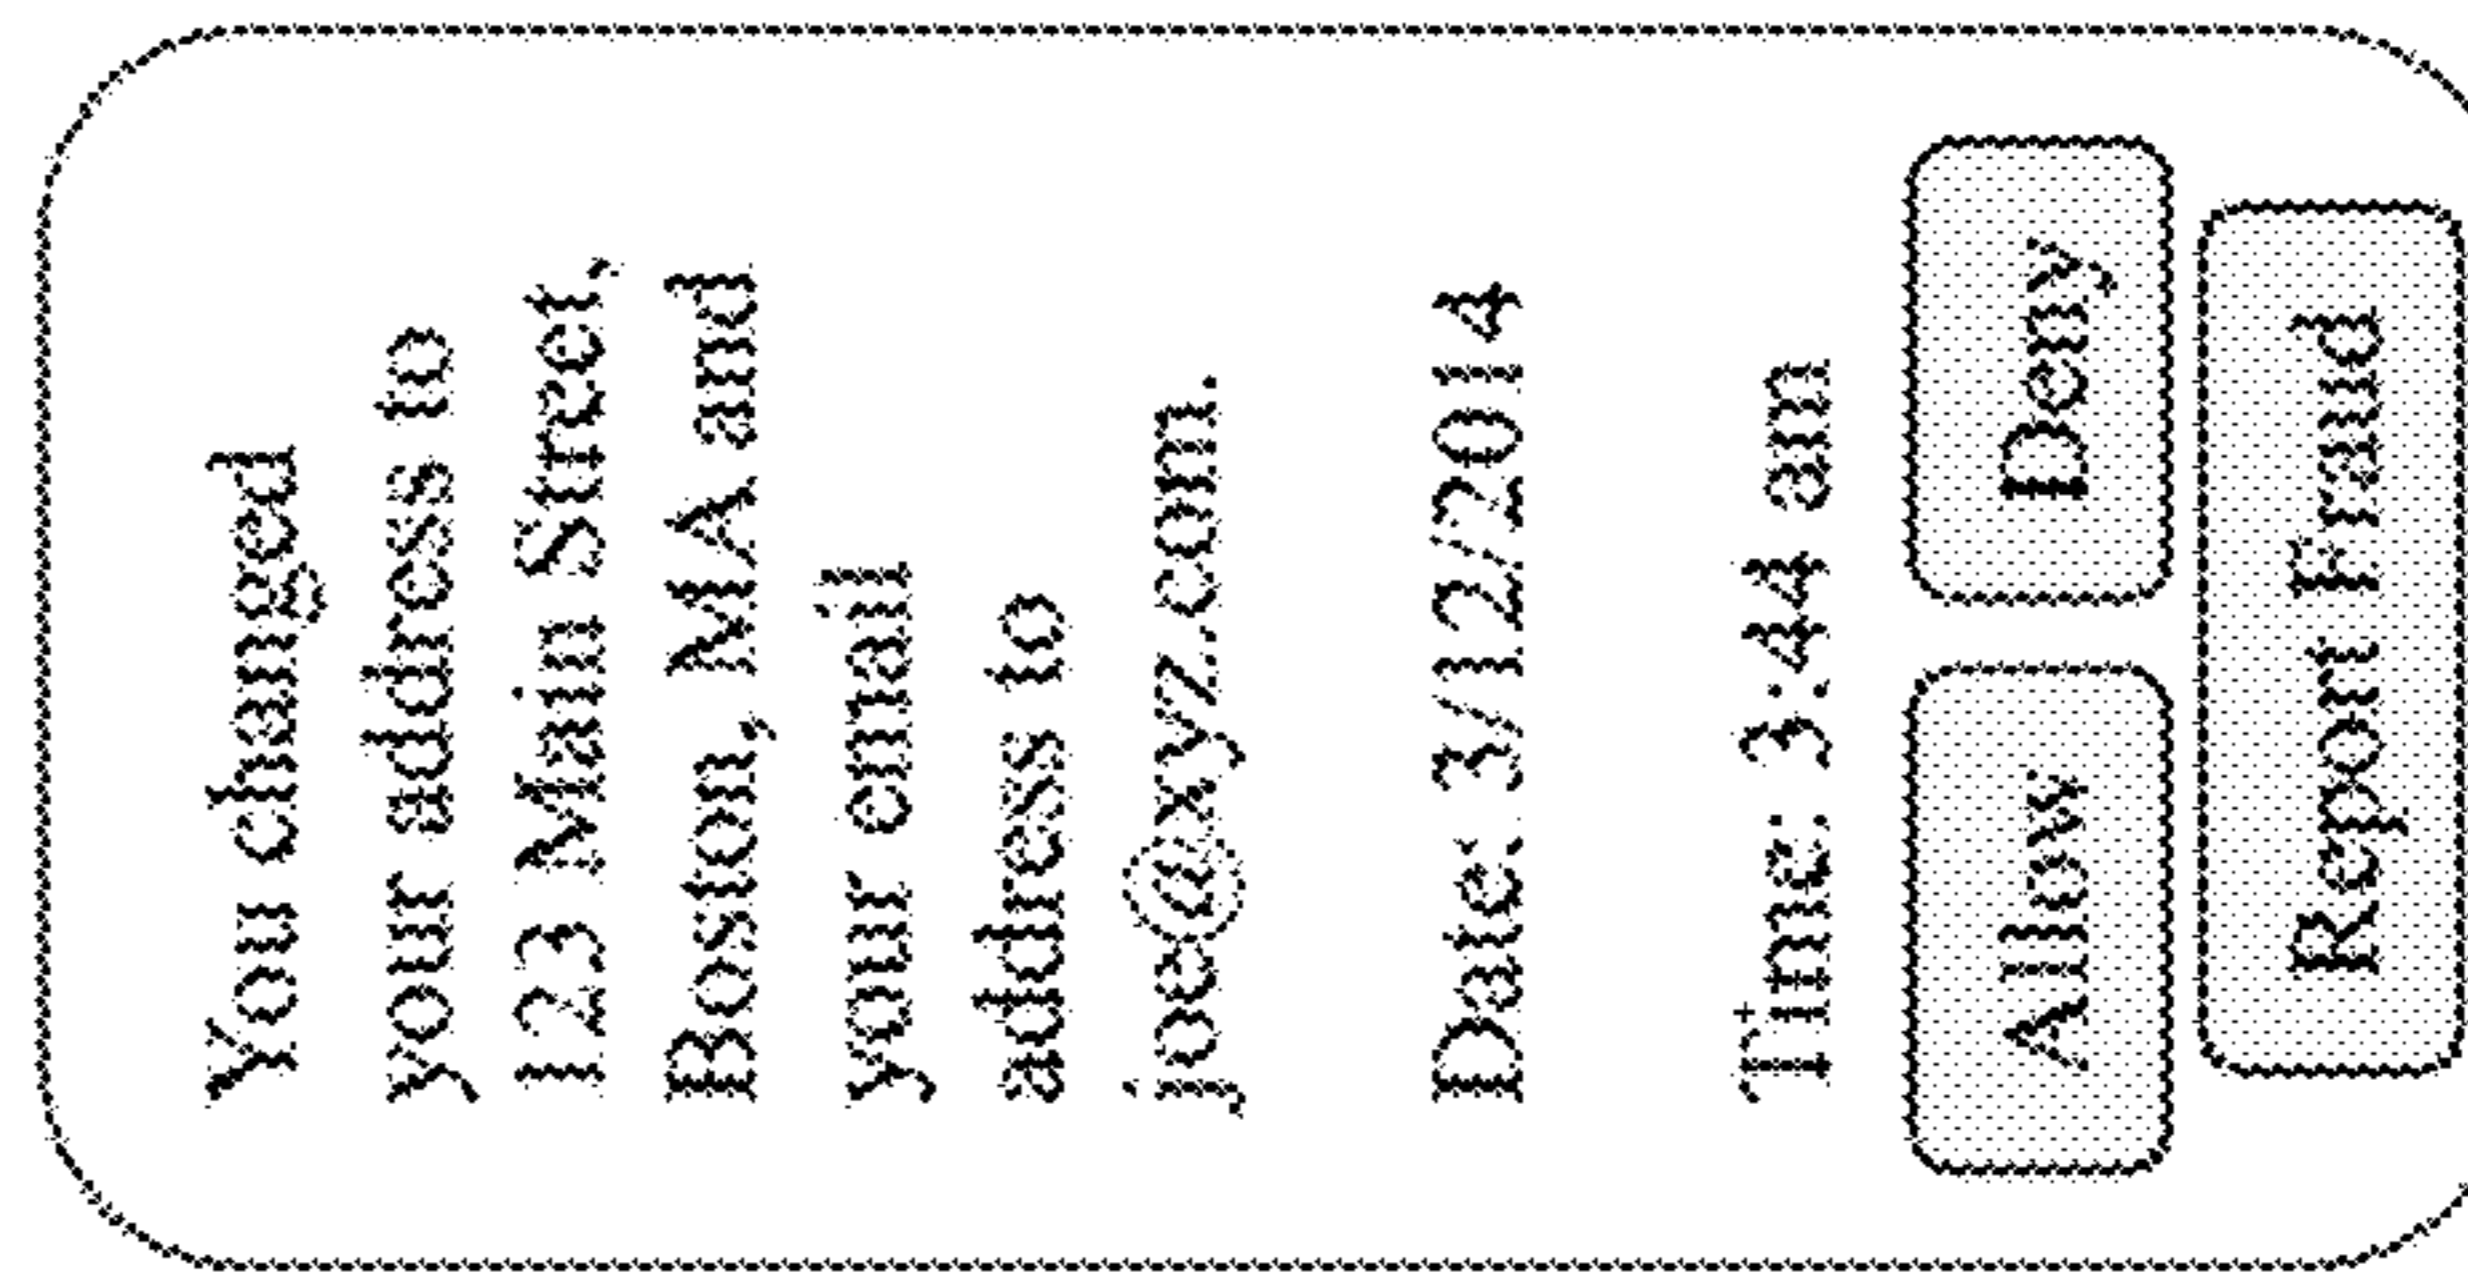 You changed
your address to
123 Main Street,
Boston, MA and
your email
address to
joe@xyz.com.
Date: 3/12/2014
Time: 3:44 am
Allow
Deny
Report Fraud